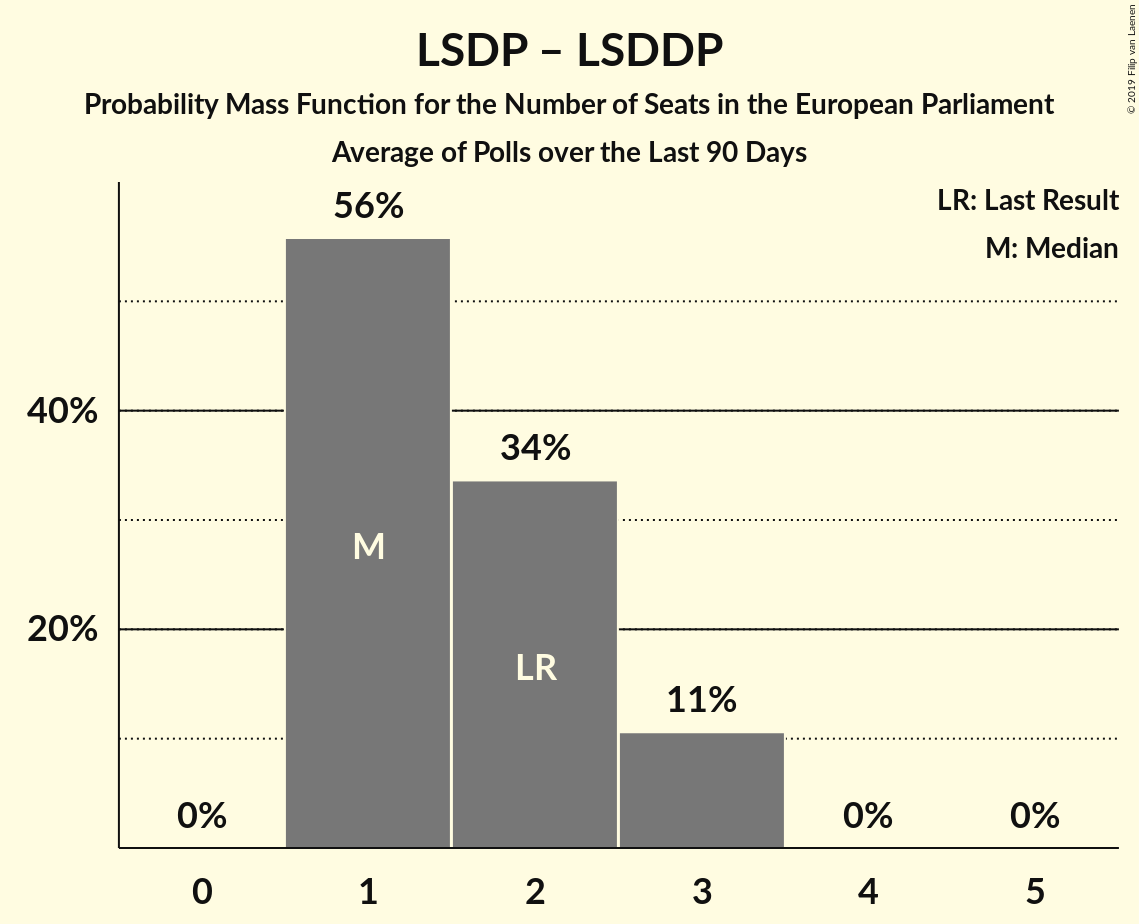 LSDP – LSDDP
Probability Mass Function for the Number of Seats in the European Parliament
Average of Polls over the Last 90 Days
© 2019 Filip van Laenen
LR: Last Result
M: Median
56%
34%
11%
0%
0%
0%
M
LR
40%
20%
0 1 2 3 4 5